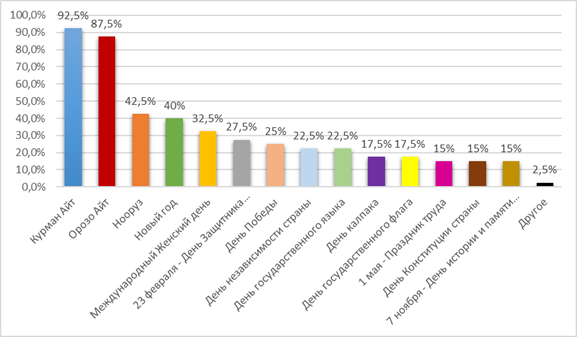 100,0%
90,0%
80,0%
70,0%
60,0%
50,0%
40,0%
30,0%
20,0%
10,0%
0,0%
92,5%
87,5%
42,5%
40%
32,5%
27,5%
25%
22,5%
22,5%
17,5%
17,5%
15%
15%
15%
2,5%
Курман Айт
Орозо Айт
Нооруз
Новый год
Международный Женский день
23 февраля - День Защитника…
День Победы
День независимости страны
День государственного языка
День калпака
День государственного флага
1 мая - Праздник труда
День Конституции страны
7 ноября - День истории и памяти…
Другое